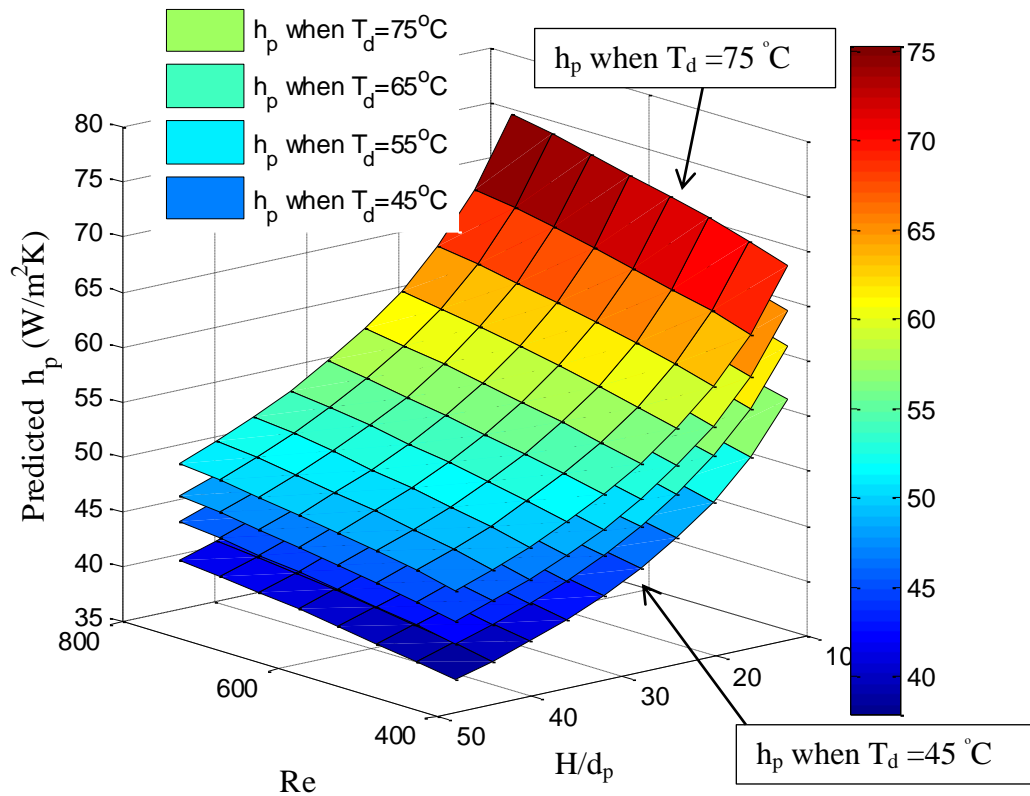 h_p when T_d=75°C
h_p when T_d=65°C
h_p when T_d=55°C
h_p when T_d=45°C
h_p when T_d =75 °C
80
75
70
65
60
55
50
45
40
35
Predicted h_p (W/m²K)
800
600
400
Re
50
40
30
20
10
H/d_p
75
70
65
60
55
50
45
40
h_p when T_d =45 °C